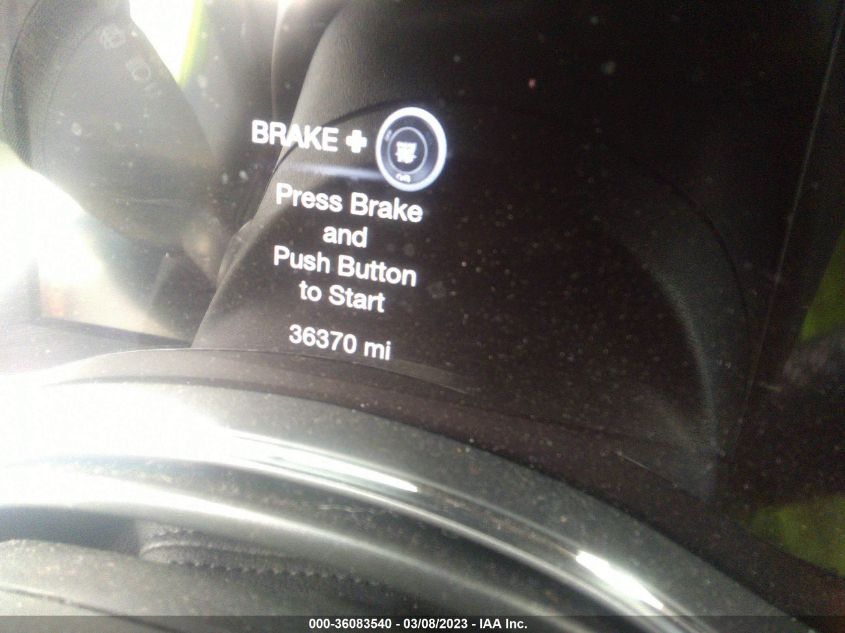 BRAKE +
Press Brake
and
Push Button
to Start
36370 mi
000-36083540 - 03/08/2023 - IAA Inc.